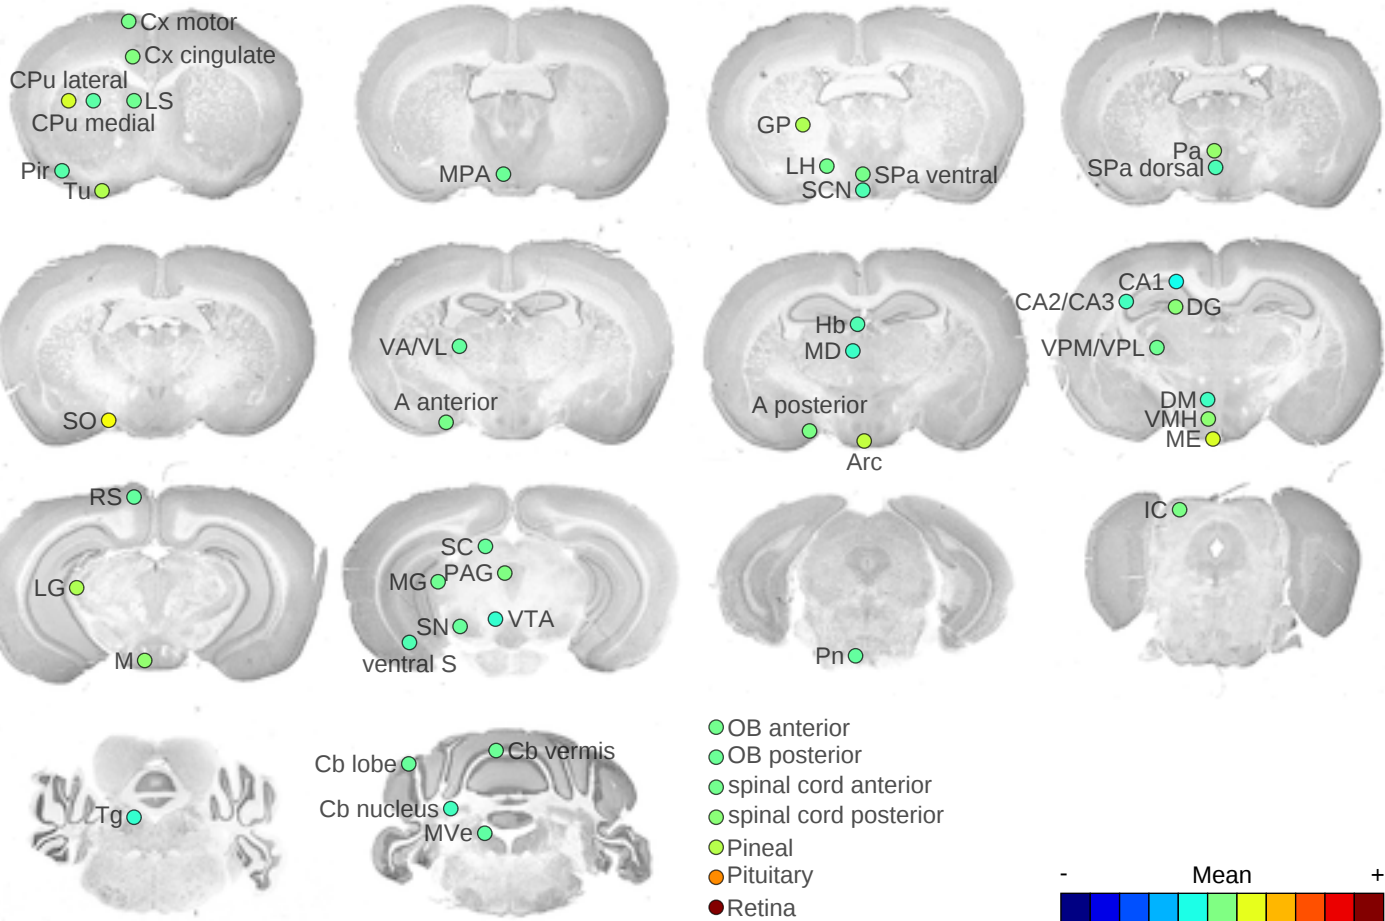 Cx motor
Cx cingulate
CPu lateral
LS
CPu medial
Pir
Tu
MPA
GP
LH
SPa ventral
SCN
Pa
SPa dorsal
SO
VA/VL
A anterior
Hb
MD
A posterior
Arc
CA1
CA2/CA3
DG
VPM/VPL
DM
VMH
ME
RS
LG
M
SC
MG
PAG
SN
VTA
ventral S
Pn
IC
Tg
Cb lobe
Cb vermis
Cb nucleus
MVe
OB anterior
OB posterior
spinal cord anterior
spinal cord posterior
Pineal
Pituitary
Retina
- Mean +